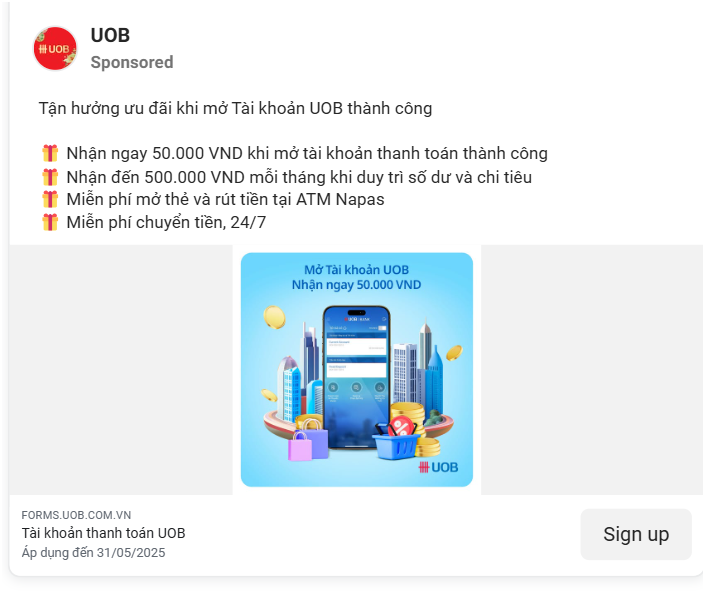 UOB
UOB
Sponsored
Tận hưởng ưu đãi khi mở Tài khoản UOB thành công
Nhận ngay 50.000 VND khi mở tài khoản thanh toán thành công
Nhận đến 500.000 VND mỗi tháng khi duy trì số dư và chi tiêu
Miễn phí mở thẻ và rút tiền tại ATM Napas
Miễn phí chuyển tiền, 24/7
Mở Tài khoản UOB
Nhận ngay 50.000 VND
UOB
%
UOB
FORMS.UOB.COM.VN
Tài khoản thanh toán UOB
Áp dụng đến 31/05/2025
Sign up